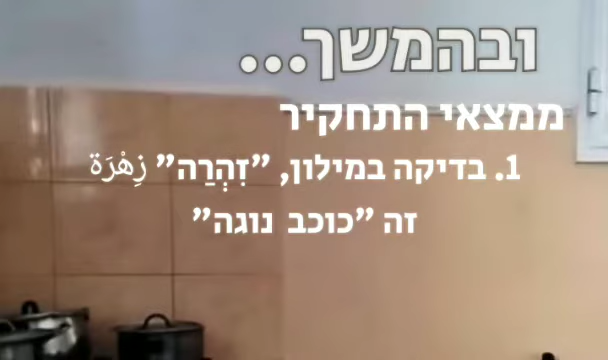 ובהמשך...
ממצאי התחקיר
1. בדיקה במילון, "זִהְרַה" زِهْرَة
זה "כוכב נוגה"